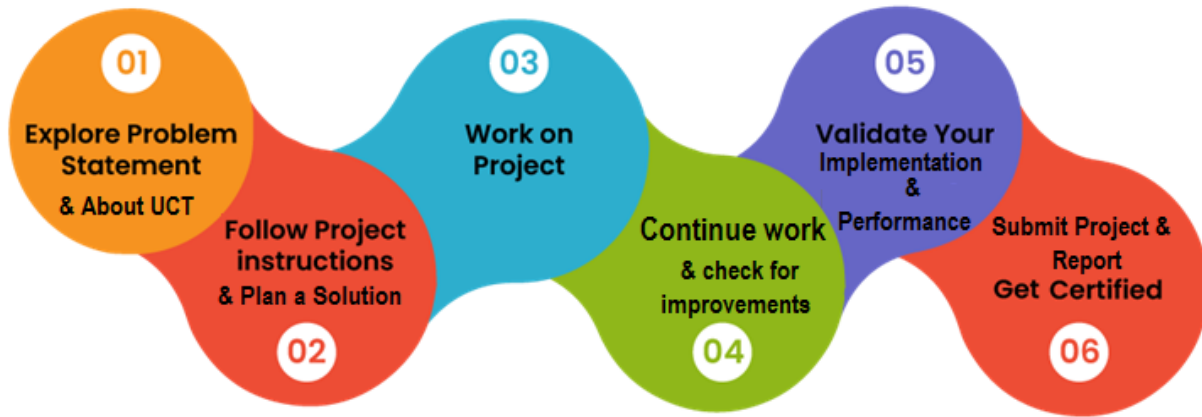 01
Explore Problem
Statement
& About UCT
Follow Project
instructions
& Plan a Solution
02
03
Work on
Project
Continue work
& check for
improvements
04
05
Validate Your
Implementation
&
Performance
Submit Project &
Report
Get Certified
06